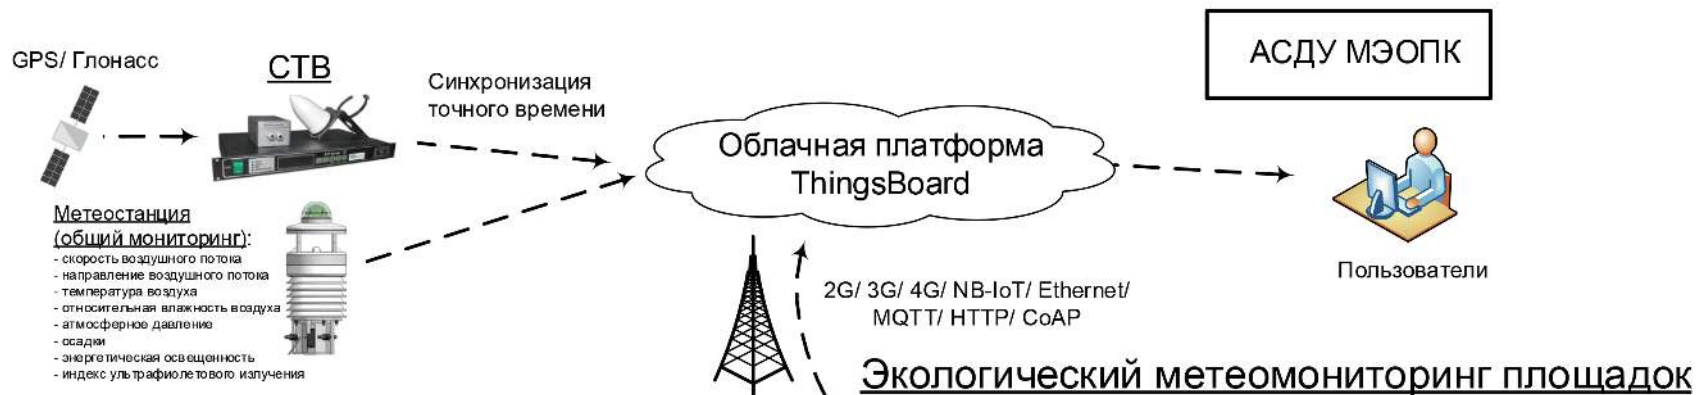 GPS/ Глонасс
СТВ
Синхронизация
точного времени
АСДУ МЭОПК
Облачная платформа
ThingsBoard
Метеостанция
(общий мониторинг):
- скорость воздушного потока
- направление воздушного потока
- температура воздуха
- относительная влажность воздуха
- атмосферное давление
- осадки
- энергетическая освещенность
- индекс ультрафиолетового излучения
Пользователи
2G/ 3G/ 4G/ NB-IoT/ Ethernet/
MQTT/ HTTP/ CoAP
Экологический метеомониторинг площадок